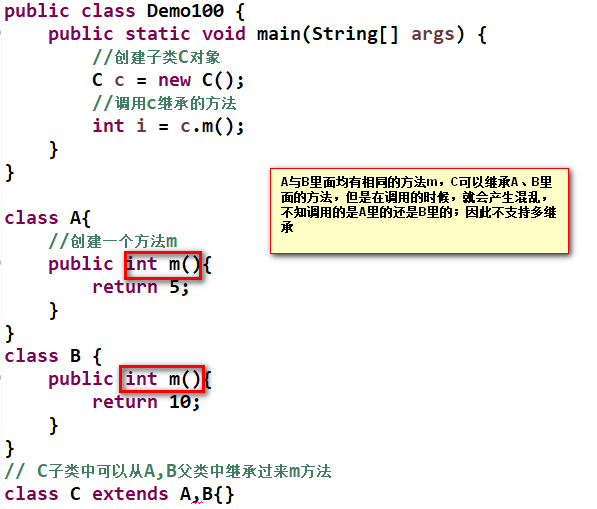 public class Demo100 {
    public static void main(String[] args) {
        //创建子类C对象
        C c = new C();
        //调用c继承的方法
        int i = c.m();
    }
}
A与B里面均有相同的方法m，C可以继承A、B里
面的方法，但是在调用的时候，就会产生混乱，
不知调用的是A里的还是B里的；因此不支持多继
承
class A{
    //创建一个方法m
    public int m(){
        return 5;
    }
}
class B {
    public int m(){
        return 10;
    }
}
// C子类中可以从A,B父类中继承过来m方法
class C extends A,B{}